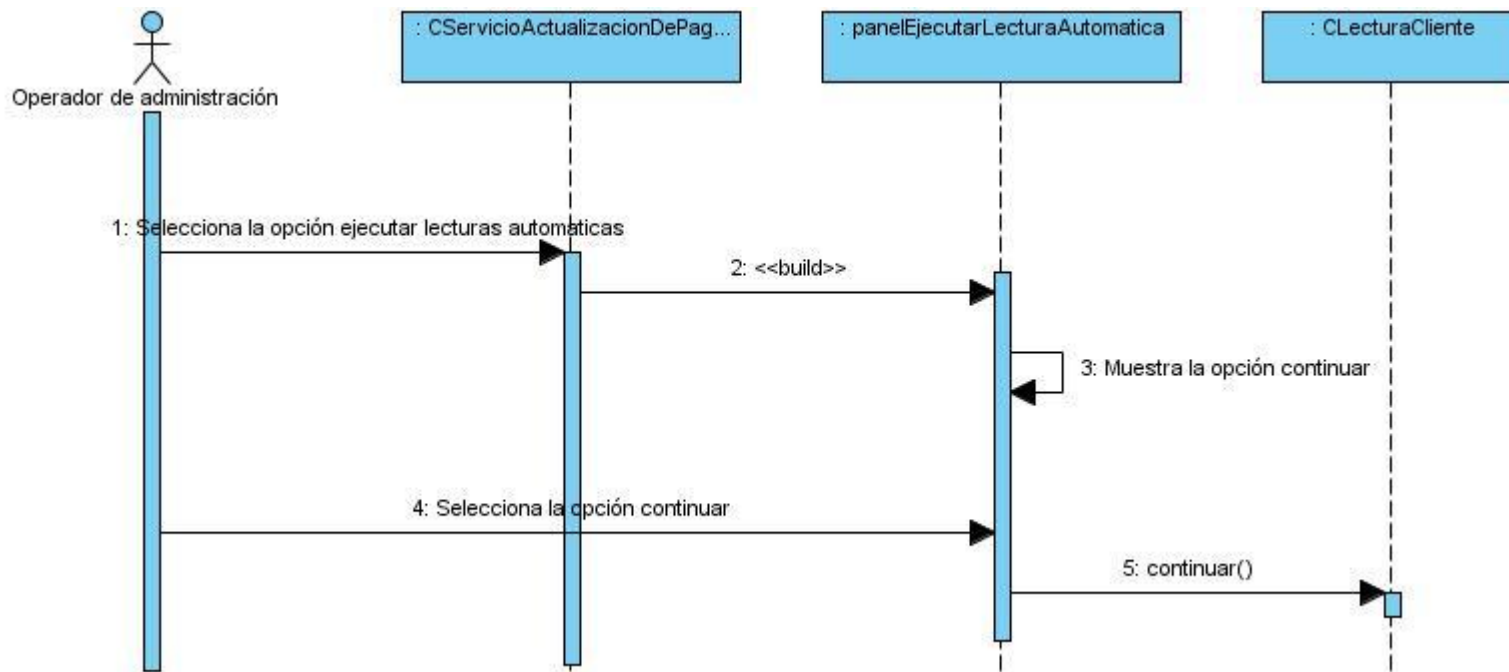 : CServicioActualizacionDePag...
: panelEjecutarLecturaAutomatica
: CLecturaCliente
Operador de administración
1: Selecciona la opción ejecutar lecturas automaticas
2: <<build>>
3: Muestra la opción continuar
4: Selecciona la opción continuar
5: continuar()